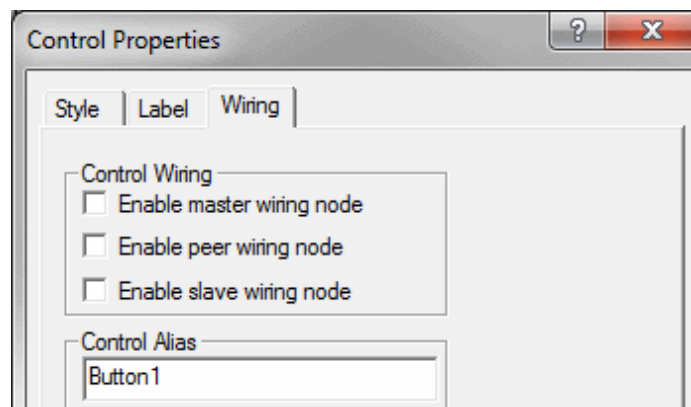 Control Properties
Style Label Wiring
Control Wiring
Enable master wiring node
Enable peer wiring node
Enable slave wiring node
Control Alias
Button1